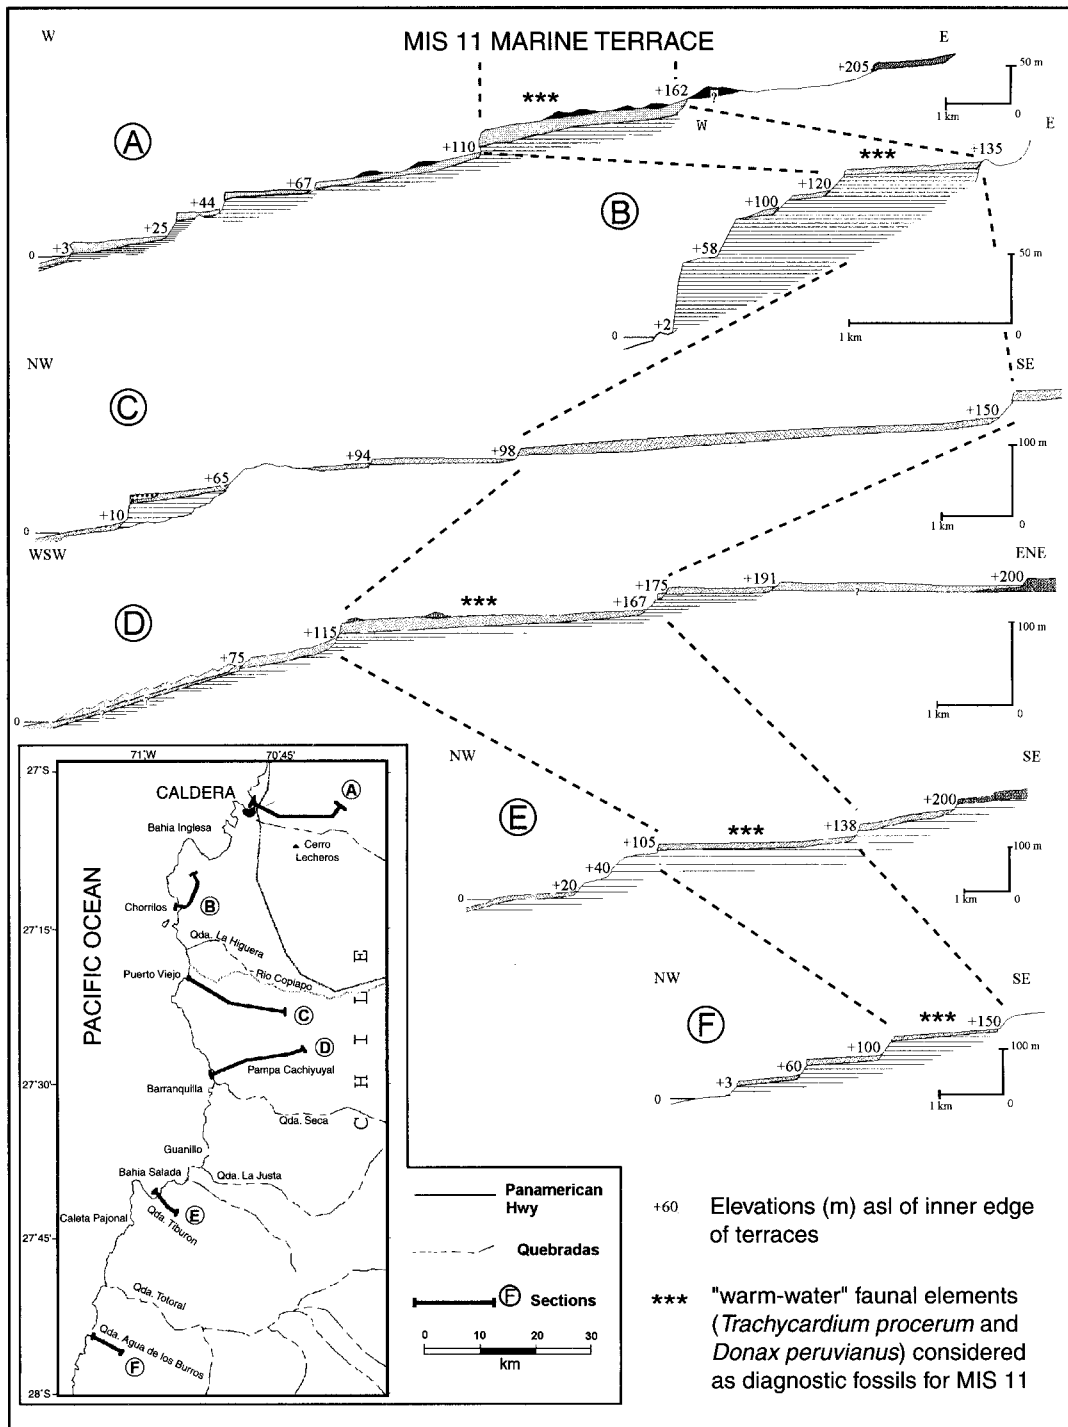 W
MIS 11 MARINE TERRACE
E
+205
50 m
0
1 km
***
+162
?
A
+110
+67
+44
+25
+3
0
W
E
+135
***
+120
B
+100
+58
+2
0
50 m
1 km
0
NW
SE
C
+150
+94
+98
+65
+10
0
100 m
1 km
0
WSW
ENE
+175
+191
+200
?
***
+167
D
+115
+75
0
100 m
1 km
0
NW
SE
+200
E
+138
***
+105
+40
+20
0
100 m
1 km
0
NW
SE
F
***
+150
+100
+60
+3
0
100 m
1 km
0
71°W
70°45'
27°S
CALDERA
A
Bahia Inglesa
Cerro
Lecheros
Chorrilos
B
27°15'
Qda. La Higuera
Puerto Viejo
Rio Copiapo
C
D
Pampa Cachiyuyal
27°30'
Barranquilla
Qda. Seca
CHILE
PACIFIC OCEAN
Guanillo
Bahia Salada
Qda. La Justa
Caleta Pajonal
Qda. Tiburon
E
27°45'
Qda. Totoral
Qda. Agua de los Burros
F
28°S
Panamerican
Hwy
Quebradas
F Sections
0 10 20 30
km
+60 Elevations (m) asl of inner edge
of terraces
*** "warm-water" faunal elements
(Trachycardium procerum and
Donax peruvianus) considered
as diagnostic fossils for MIS 11